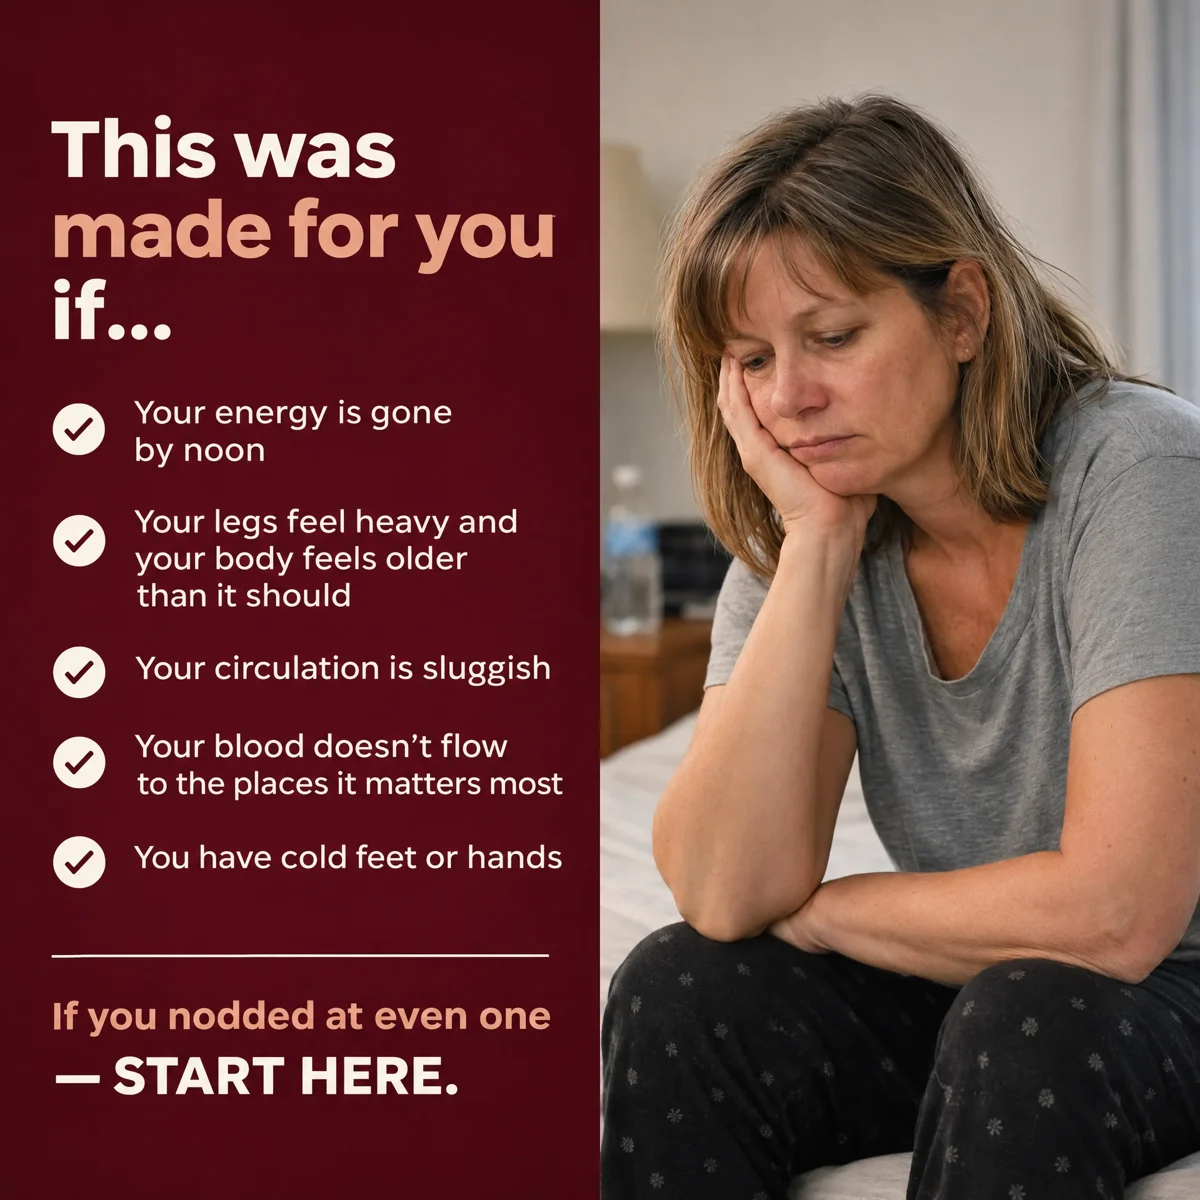 This was
made for you
if...
Your energy is gone
by noon
Your legs feel heavy and
your body feels older
than it should
Your circulation is sluggish
Your blood doesn't flow
to the places it matters most
You have cold feet or hands
If you nodded at even one
— START HERE.